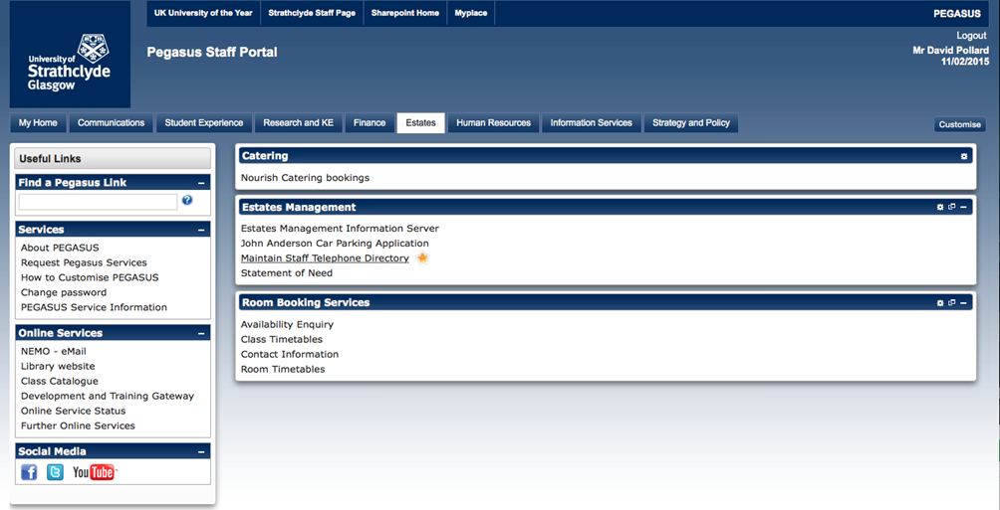 UK University of the Year Strathclyde Staff Page Sharepoint Home Myplace PEGASUS
University of
Strathclyde
Glasgow
Pegasus Staff Portal
Logout
Mr David Pollard
11/02/2015
My Home Communications Student Experience Research and KE Finance Estates Human Resources Information Services Strategy and Policy Customise
Useful Links
Find a Pegasus Link
Services
About PEGASUS
Request Pegasus Services
How to Customise PEGASUS
Change password
PEGASUS Service Information
Online Services
NEMO - eMail
Library website
Class Catalogue
Development and Training Gateway
Online Service Status
Further Online Services
Social Media
YouTube
Catering
Nourish Catering bookings
Estates Management
Estates Management Information Server
John Anderson Car Parking Application
Maintain Staff Telephone Directory
Statement of Need
Room Booking Services
Availability Enquiry
Class Timetables
Contact Information
Room Timetables